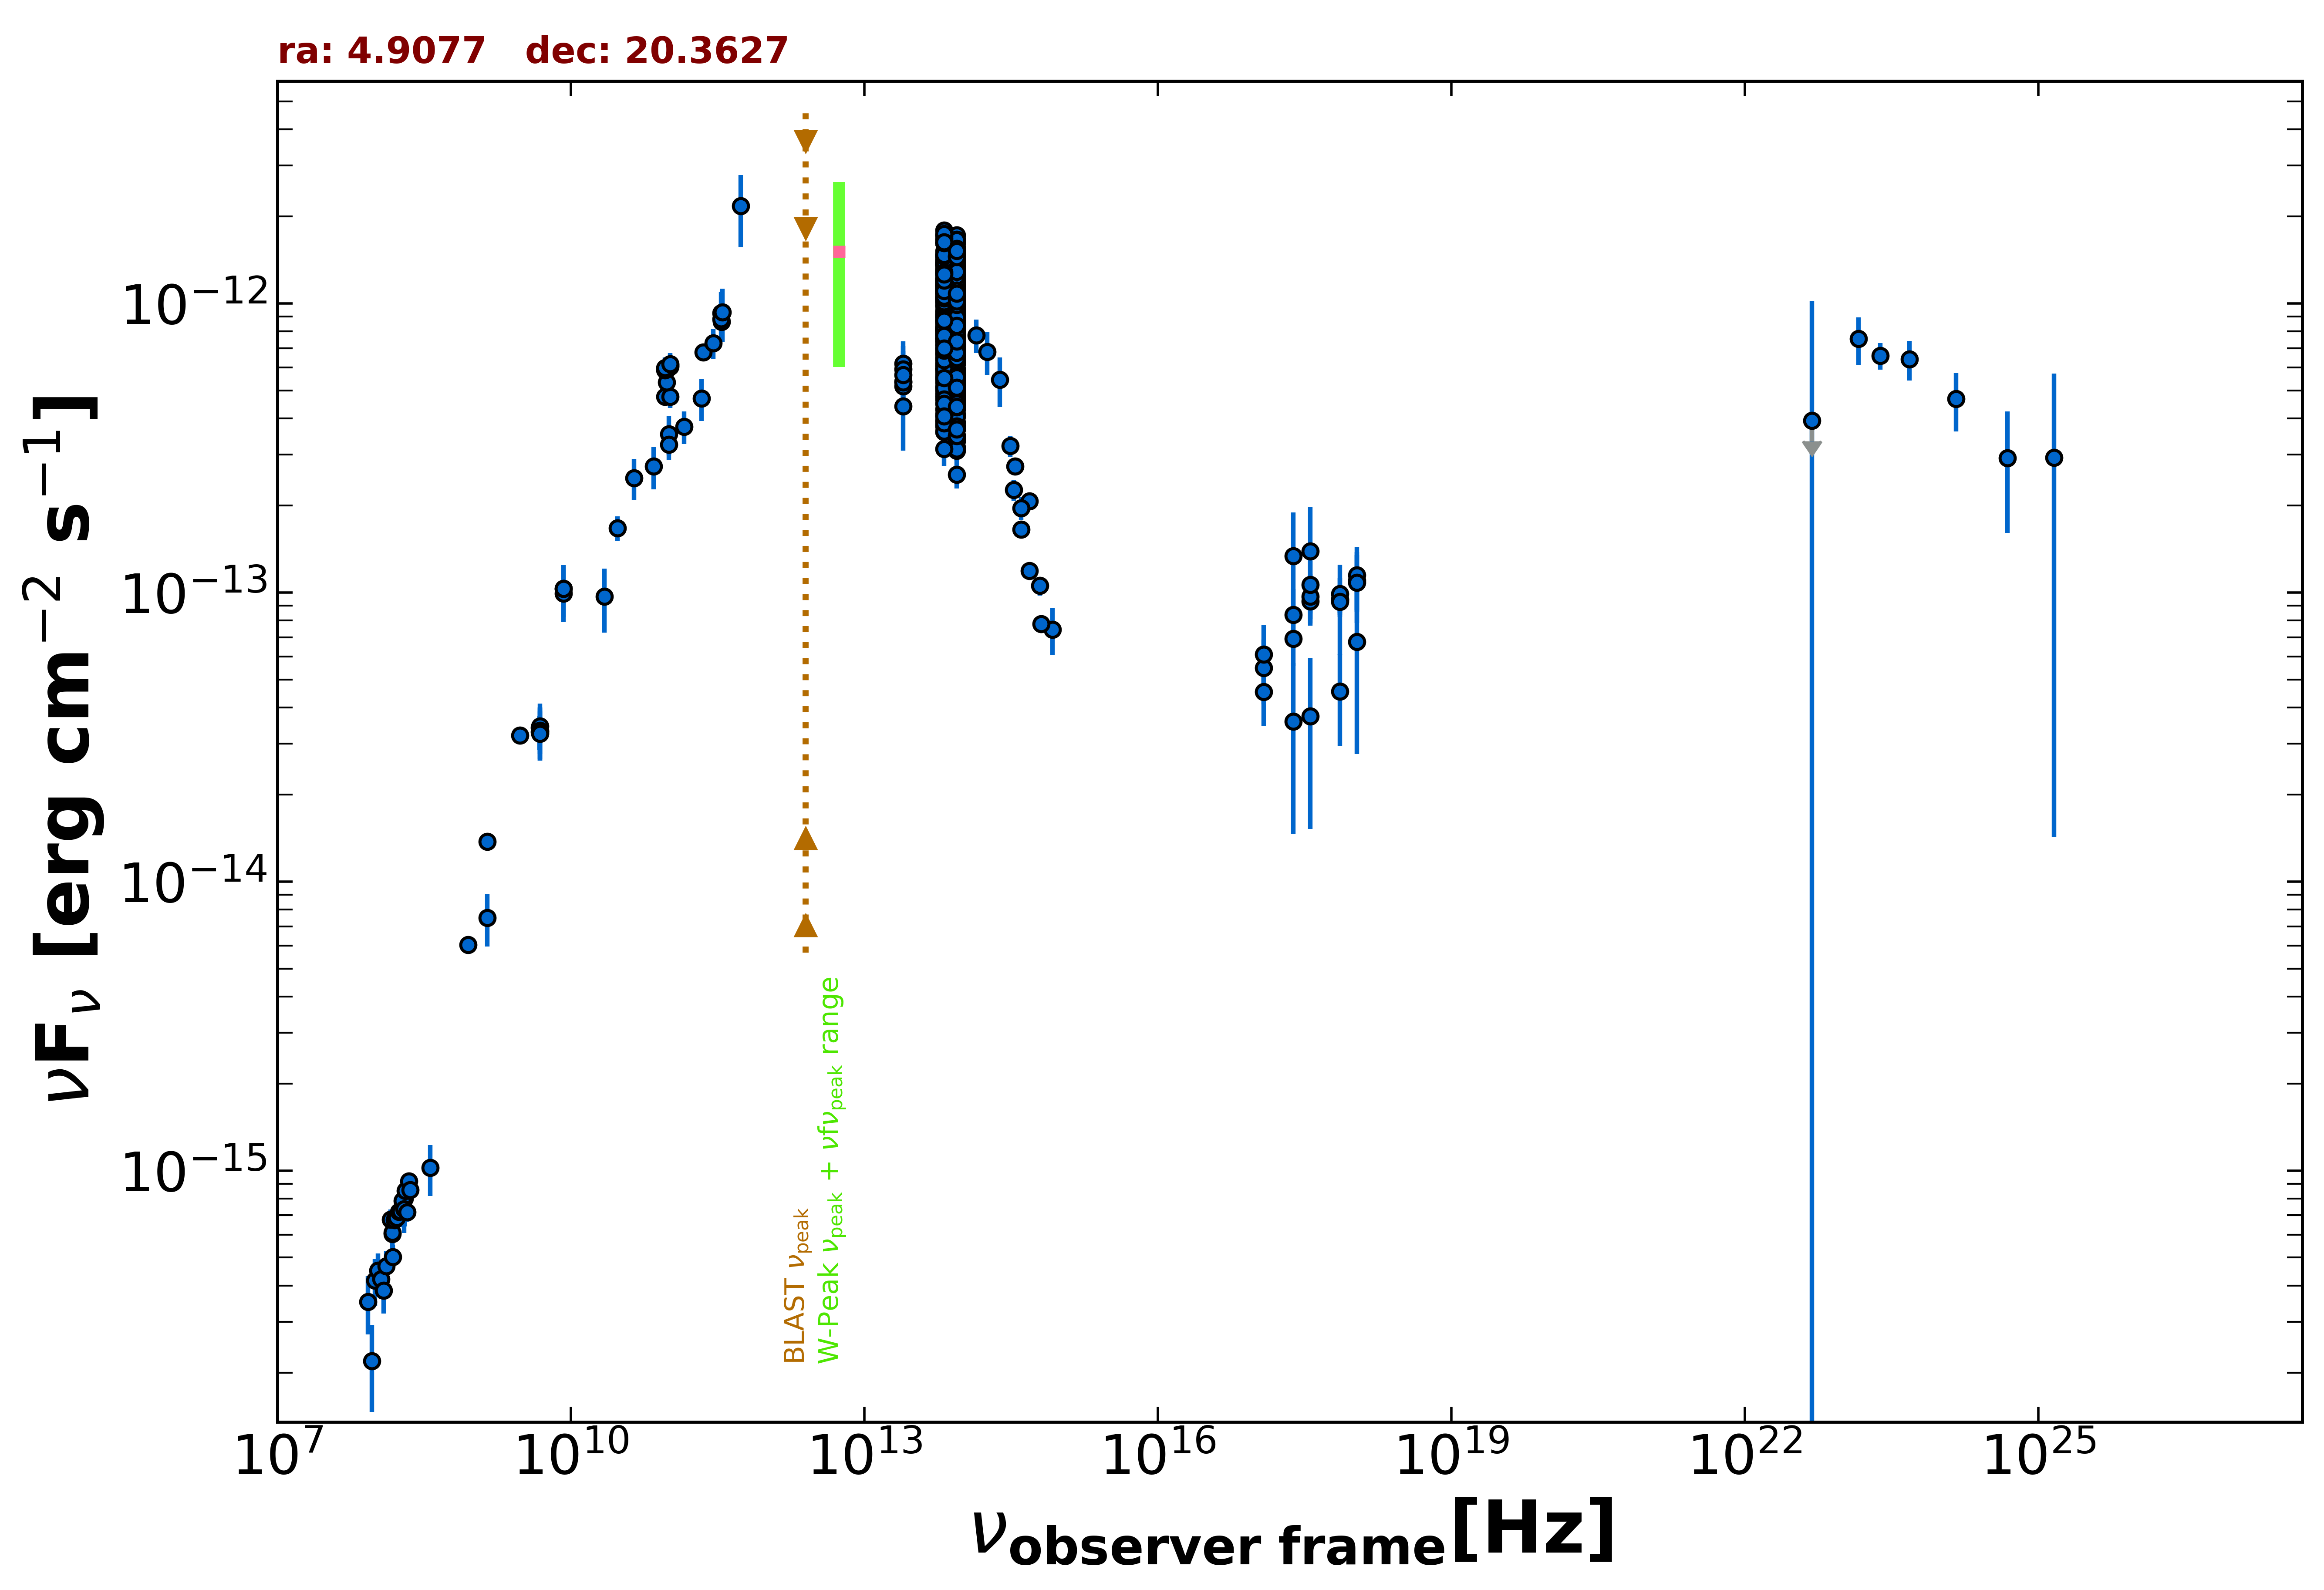 ra: 4.9077   dec: 20.3627
νFν [erg cm⁻² s⁻¹]
10⁻¹²
10⁻¹³
10⁻¹⁴
10⁻¹⁵
BLAST νpeak
W-Peak νpeak + νfνpeak range
10⁷ 10¹⁰ 10¹³ 10¹⁶ 10¹⁹ 10²² 10²⁵
νobserver frame[Hz]